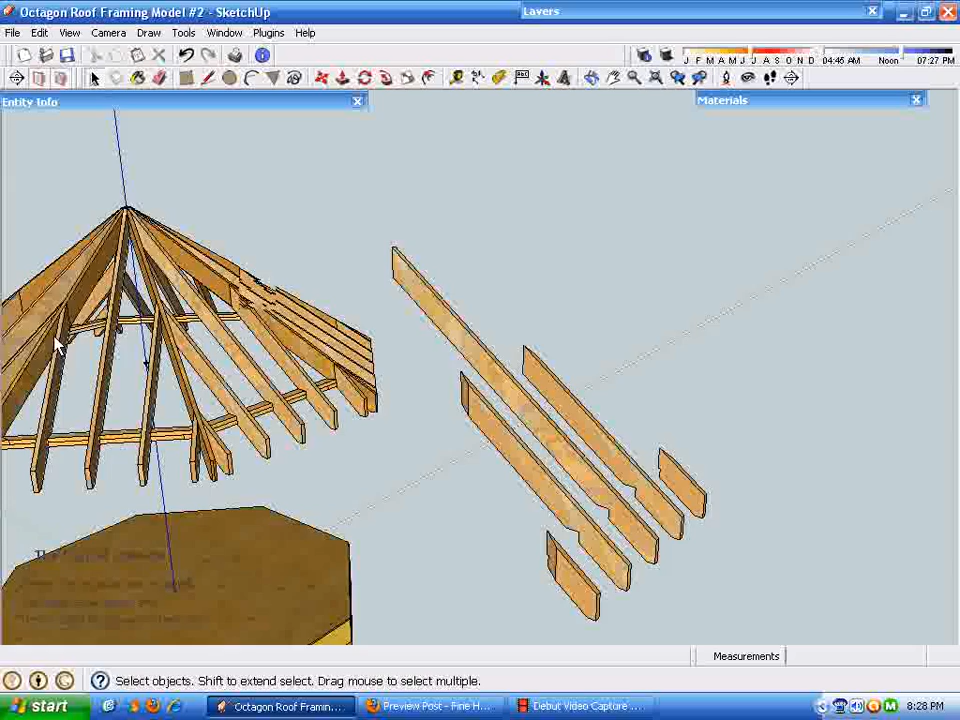 Octagon Roof Framing Model #2 - SketchUp
Layers
File Edit View Camera Draw Tools Window Plugins Help
J F M A M J J A S O N D 04:45 AM Noon 07:27 PM
Entity Info
Materials
Measurements
Select objects. Shift to extend select. Drag mouse to select multiple.
start
Octagon Roof Framin...
Preview Post - Fine H...
Debut Video Capture ...
8:28 PM